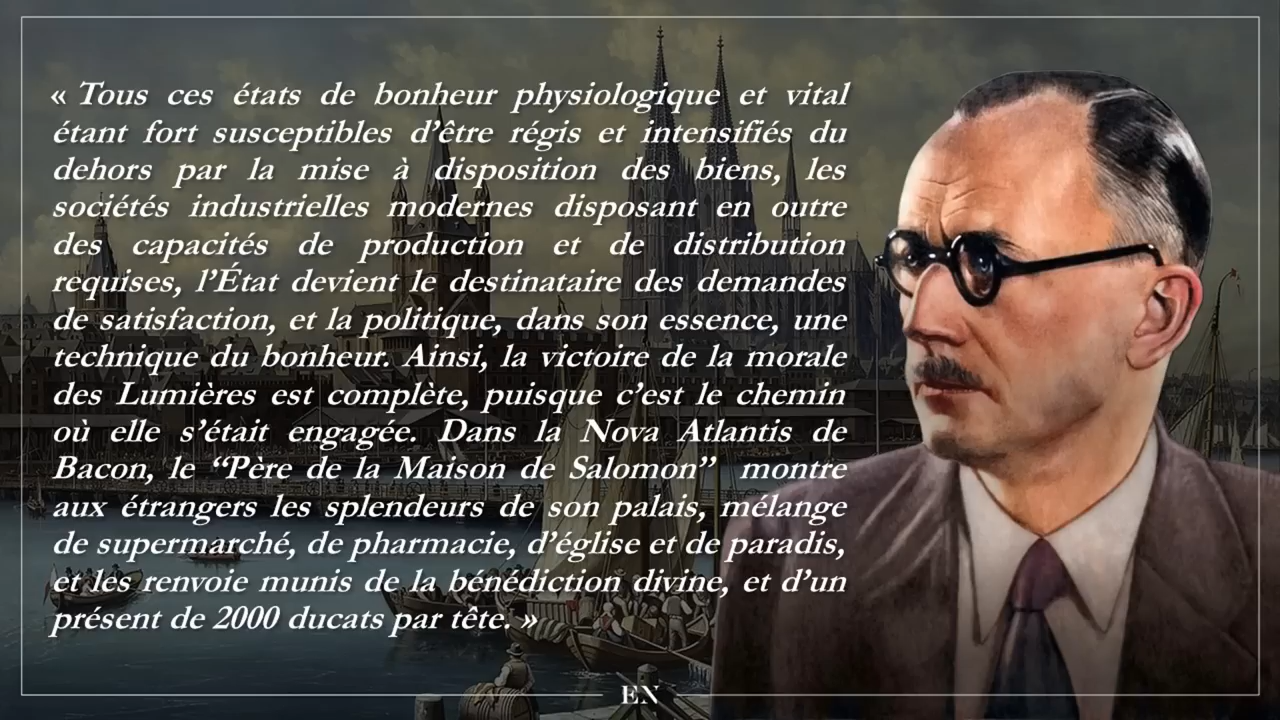 « Tous ces états de bonheur physiologique et vital
étant fort susceptibles d’être régis et intensifiés du
dehors par la mise à disposition des biens, les
sociétés industrielles modernes disposant en outre
des capacités de production et de distribution
requises, l’État devient le destinataire des demandes
de satisfaction, et la politique, dans son essence, une
technique du bonheur. Ainsi, la victoire de la morale
des Lumières est complète, puisque c’est le chemin
où elle s’était engagée. Dans la Nova Atlantis de
Bacon, le “Père de la Maison de Salomon” montre
aux étrangers les splendeurs de son palais, mélange
de supermarché, de pharmacie, d’église et de paradis,
et les renvoie munis de la bénédiction divine, et d’un
présent de 2000 ducats par tête. »
EN